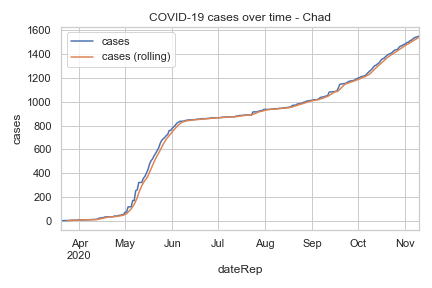 COVID-19 cases over time - Chad
cases
cases (rolling)
1600
1400
1200
1000
800
600
400
200
0
cases
Apr May Jun Jul Aug Sep Oct Nov
2020
dateRep